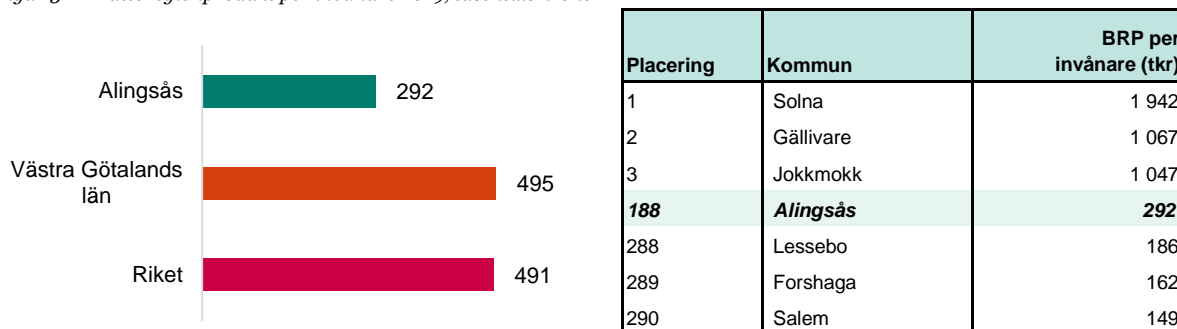 Alingsås
292
Västra Götalands
län
495
Riket
491
Placering Kommun BRP per
invånare (tkr)
1 Solna 1 942
2 Gällivare 1 067
3 Jokkmokk 1 047
188 Alingsås 292
288 Lessebo 186
289 Forshaga 162
290 Salem 149